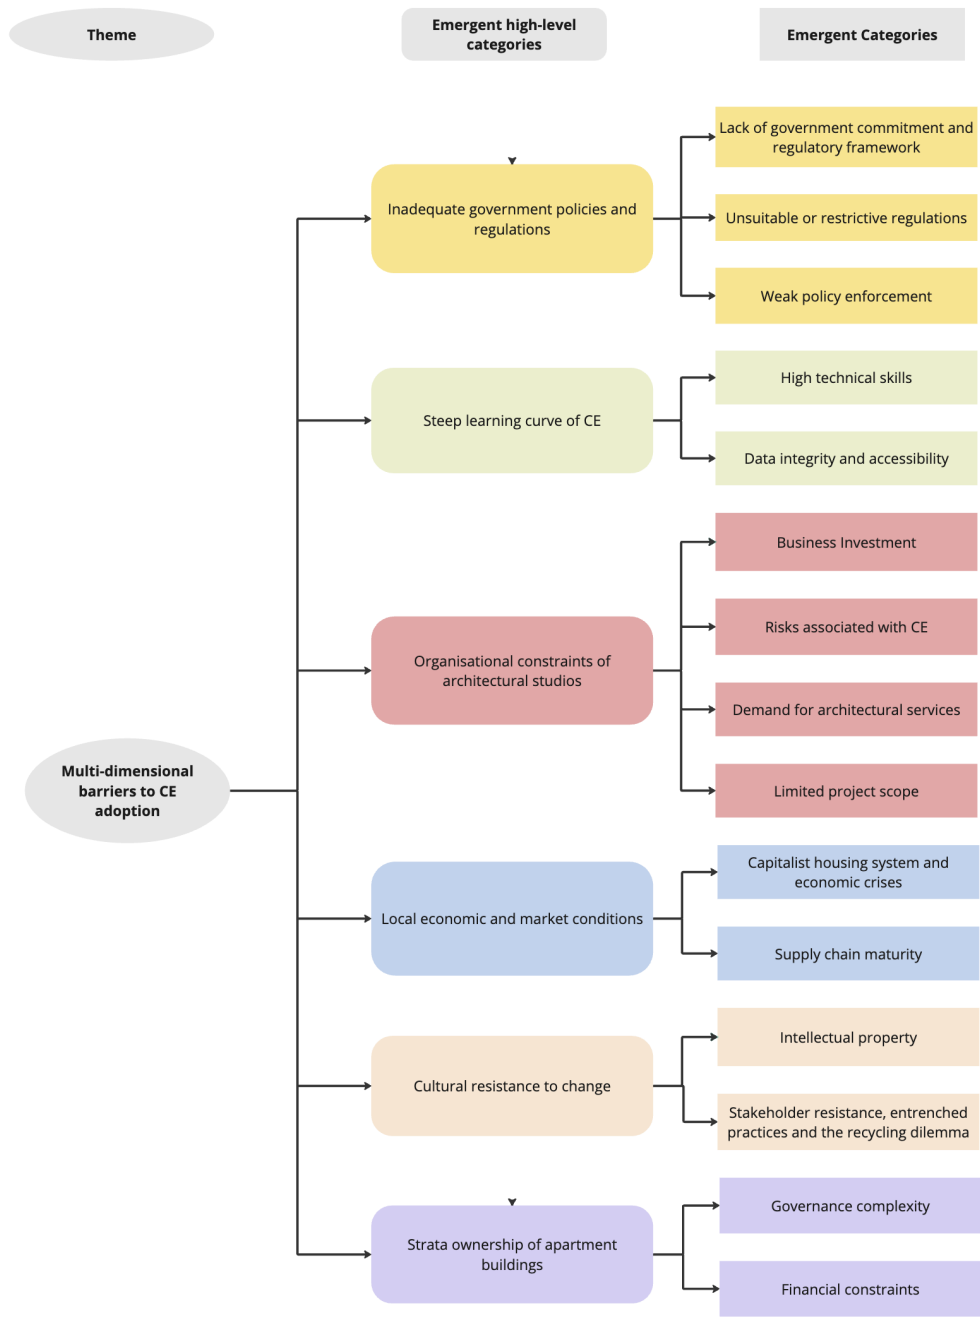 Theme
Emergent high-level
categories
Emergent Categories
Lack of government commitment and
regulatory framework
Inadequate government policies and
regulations
Unsuitable or restrictive regulations
Weak policy enforcement
High technical skills
Steep learning curve of CE
Data integrity and accessibility
Business Investment
Risks associated with CE
Organisational constraints of
architectural studios
Demand for architectural services
Limited project scope
Multi-dimensional
barriers to CE
adoption
Capitalist housing system and
economic crises
Local economic and market conditions
Supply chain maturity
Intellectual property
Cultural resistance to change
Stakeholder resistance, entrenched
practices and the recycling dilemma
Governance complexity
Strata ownership of apartment
buildings
Financial constraints